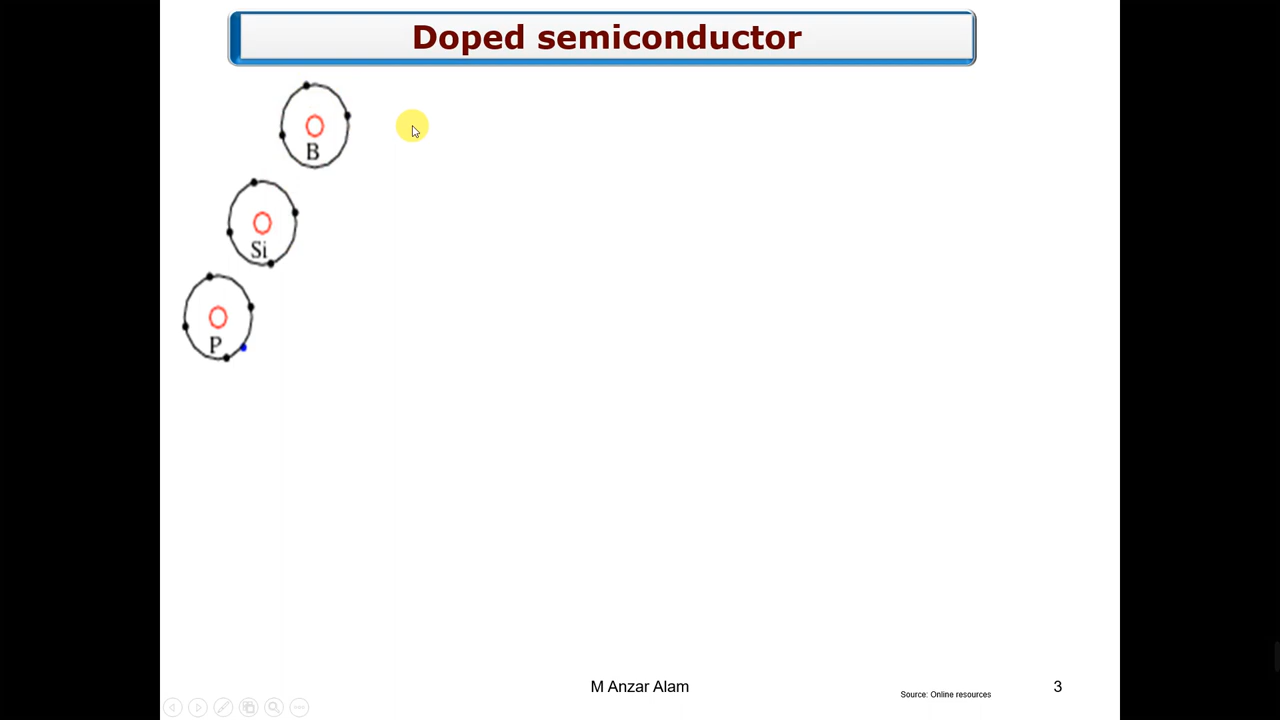 Doped semiconductor
B
Si
P
M Anzar Alam
Source: Online resources
3